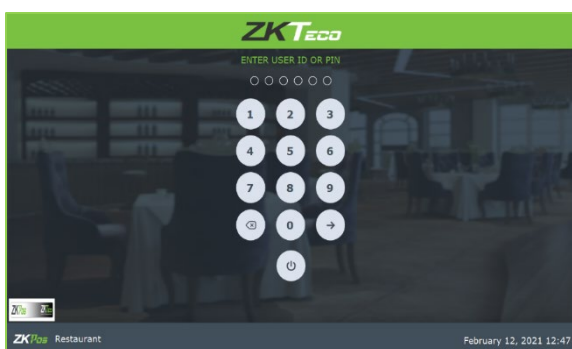 ZKTECO
ENTER USER ID OR PIN
1 2 3
4 5 6
7 8 9
0
ZKPos Restaurant
February 12, 2021 12:47